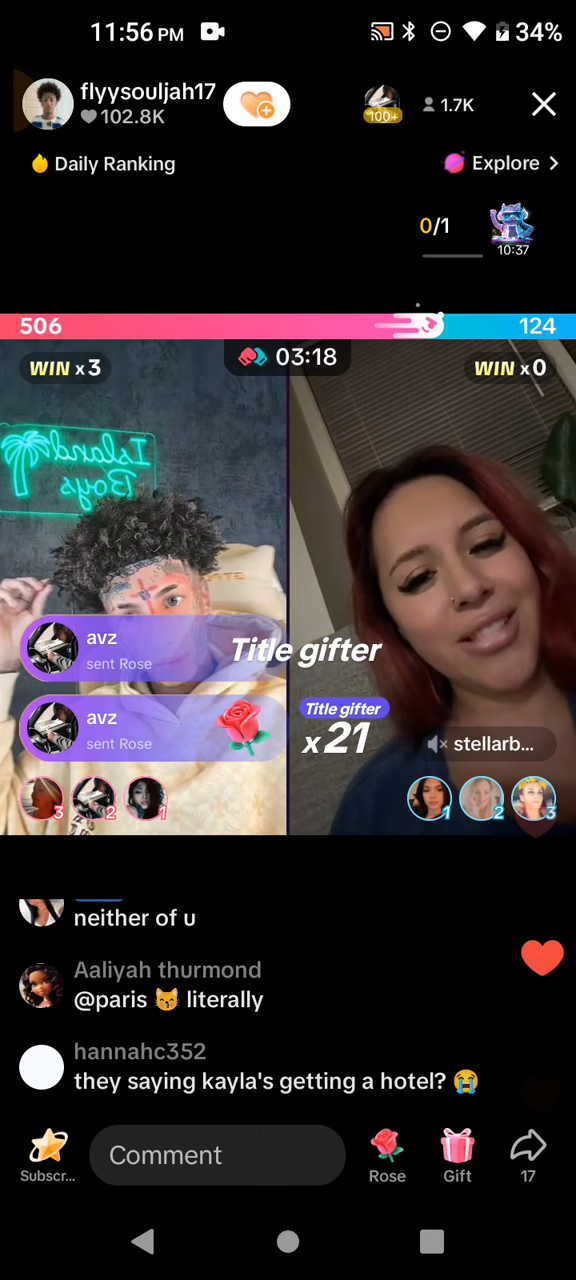 11:56 PM
34%
flyysouljah17
102.8K
100+
1.7K
Daily Ranking
Explore >
0/1
10:37
506
124
WIN x3
03:18
WIN x0
Island
Boys
avz
sent Rose
Title gifter
avz
sent Rose
Title gifter
x21
stellarb...
3
2
1
1
2
3
neither of u
Aaliyah thurmond
@paris 😽 literally
hannahc352
they saying kayla's getting a hotel? 😭
Subscr...
Comment
Rose
Gift
17